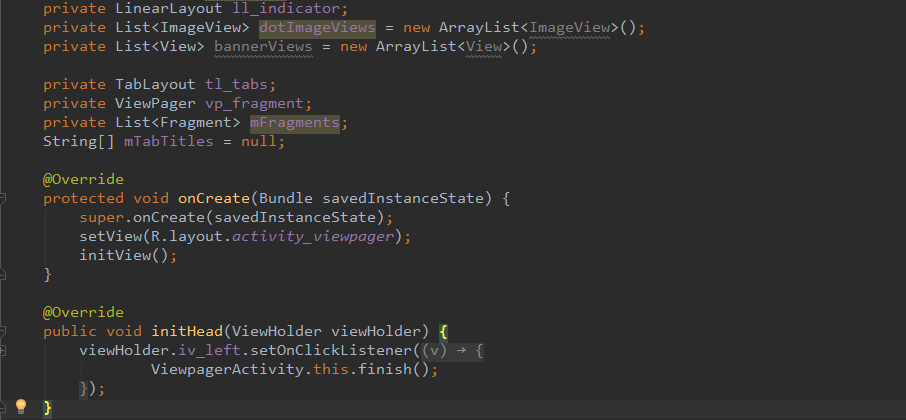 private LinearLayout ll_indicator;
private List<ImageView> dotImageViews = new ArrayList<ImageView>();
private List<View> bannerViews = new ArrayList<View>();
private TabLayout tl_tabs;
private ViewPager vp_fragment;
private List<Fragment> mFragments;
String[] mTabTitles = null;
@Override
protected void onCreate(Bundle savedInstanceState) {
super.onCreate(savedInstanceState);
setView(R.layout.activity_viewpager);
initView();
}
@Override
public void initHead(ViewHolder viewHolder) {
viewHolder.iv_left.setOnClickListener((v) → {
ViewpagerActivity.this.finish();
});
}